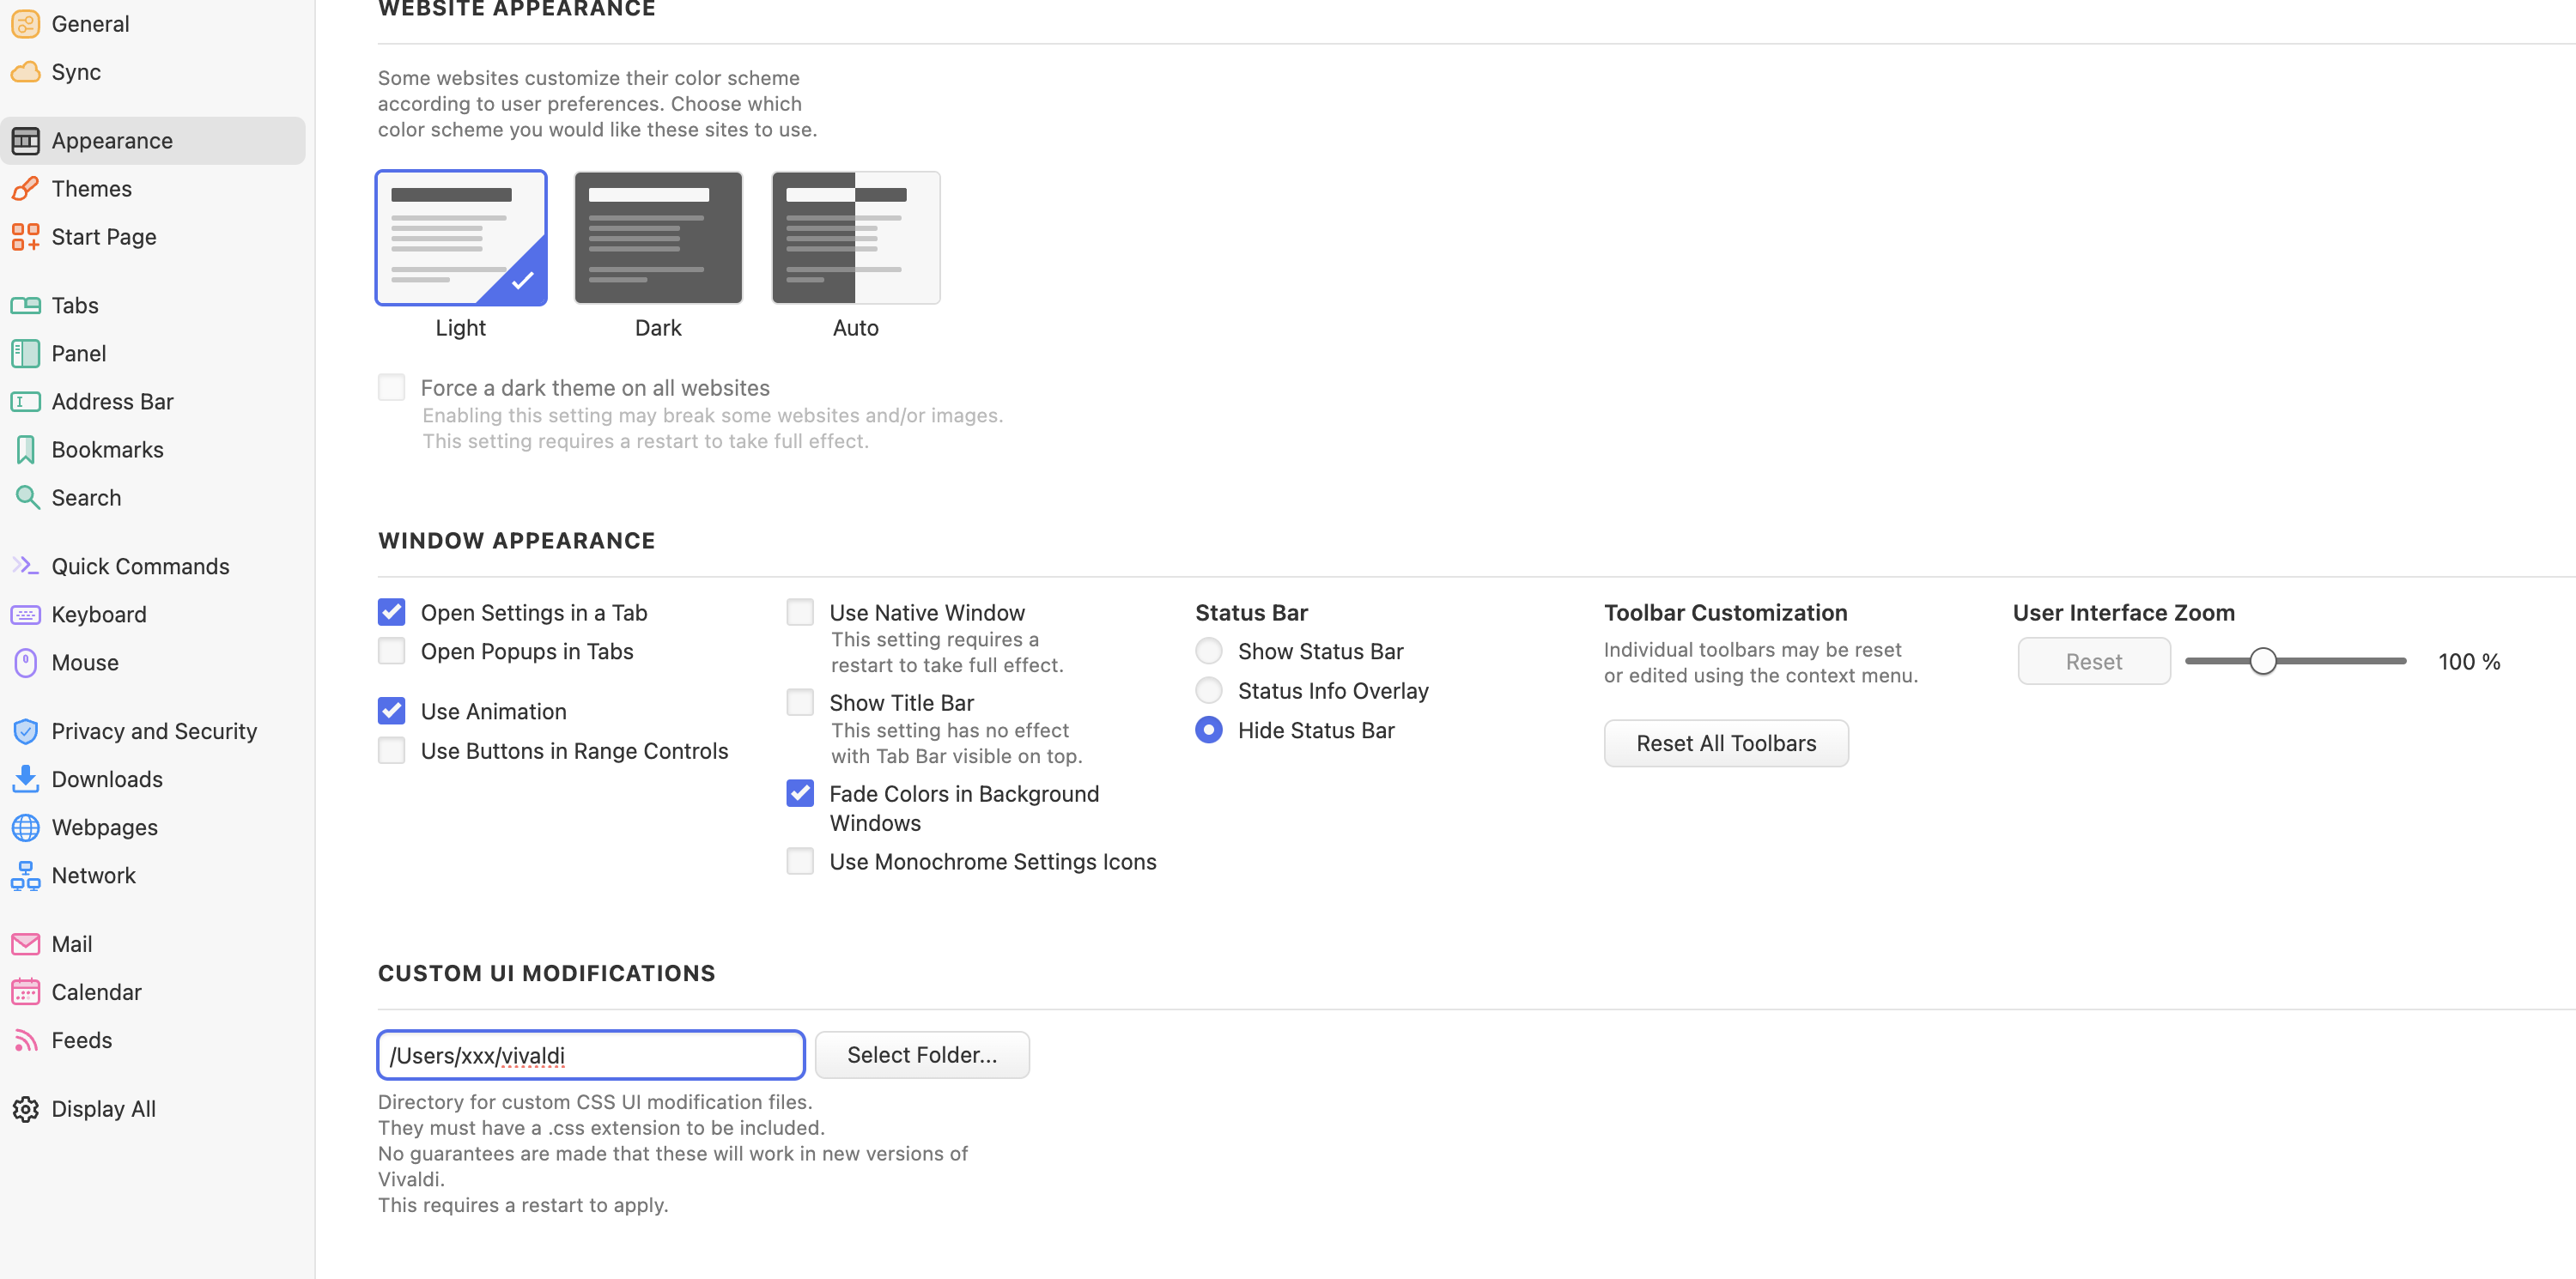 General
Sync
Appearance
Themes
Start Page
Tabs
Panel
Address Bar
Bookmarks
Search
Quick Commands
Keyboard
Mouse
Privacy and Security
Downloads
Webpages
Network
Mail
Calendar
Feeds
Display All
WEBSITE APPEARANCE
Some websites customize their color scheme
according to user preferences. Choose which
color scheme you would like these sites to use.
Light
Dark
Auto
Force a dark theme on all websites
Enabling this setting may break some websites and/or images.
This setting requires a restart to take full effect.
WINDOW APPEARANCE
Open Settings in a Tab
Open Popups in Tabs
Use Animation
Use Buttons in Range Controls
Use Native Window
This setting requires a
restart to take full effect.
Show Title Bar
This setting has no effect
with Tab Bar visible on top.
Fade Colors in Background
Windows
Use Monochrome Settings Icons
Status Bar
Show Status Bar
Status Info Overlay
Hide Status Bar
Toolbar Customization
Individual toolbars may be reset
or edited using the context menu.
Reset All Toolbars
User Interface Zoom
Reset
100 %
CUSTOM UI MODIFICATIONS
/Users/xxx/vivaldi
Select Folder...
Directory for custom CSS UI modification files.
They must have a .css extension to be included.
No guarantees are made that these will work in new versions of
Vivaldi.
This requires a restart to apply.